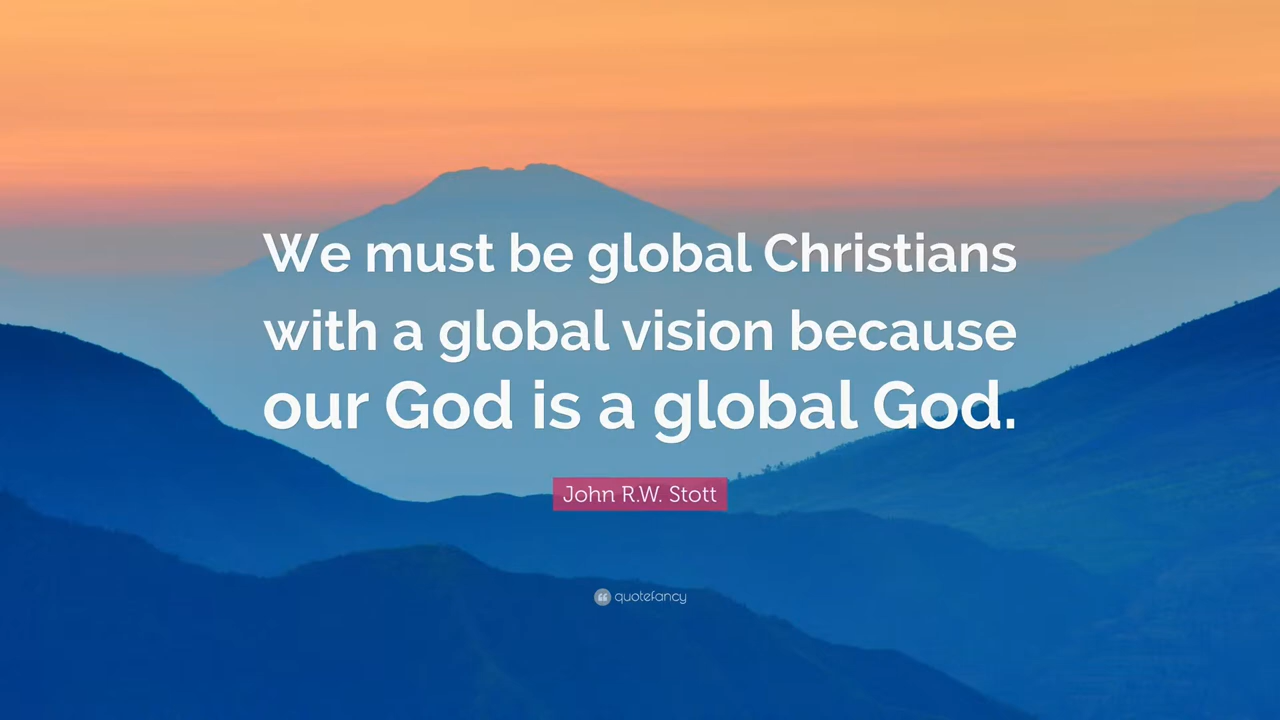 We must be global Christians
with a global vision because
our God is a global God.
John R.W. Stott
quotefancy